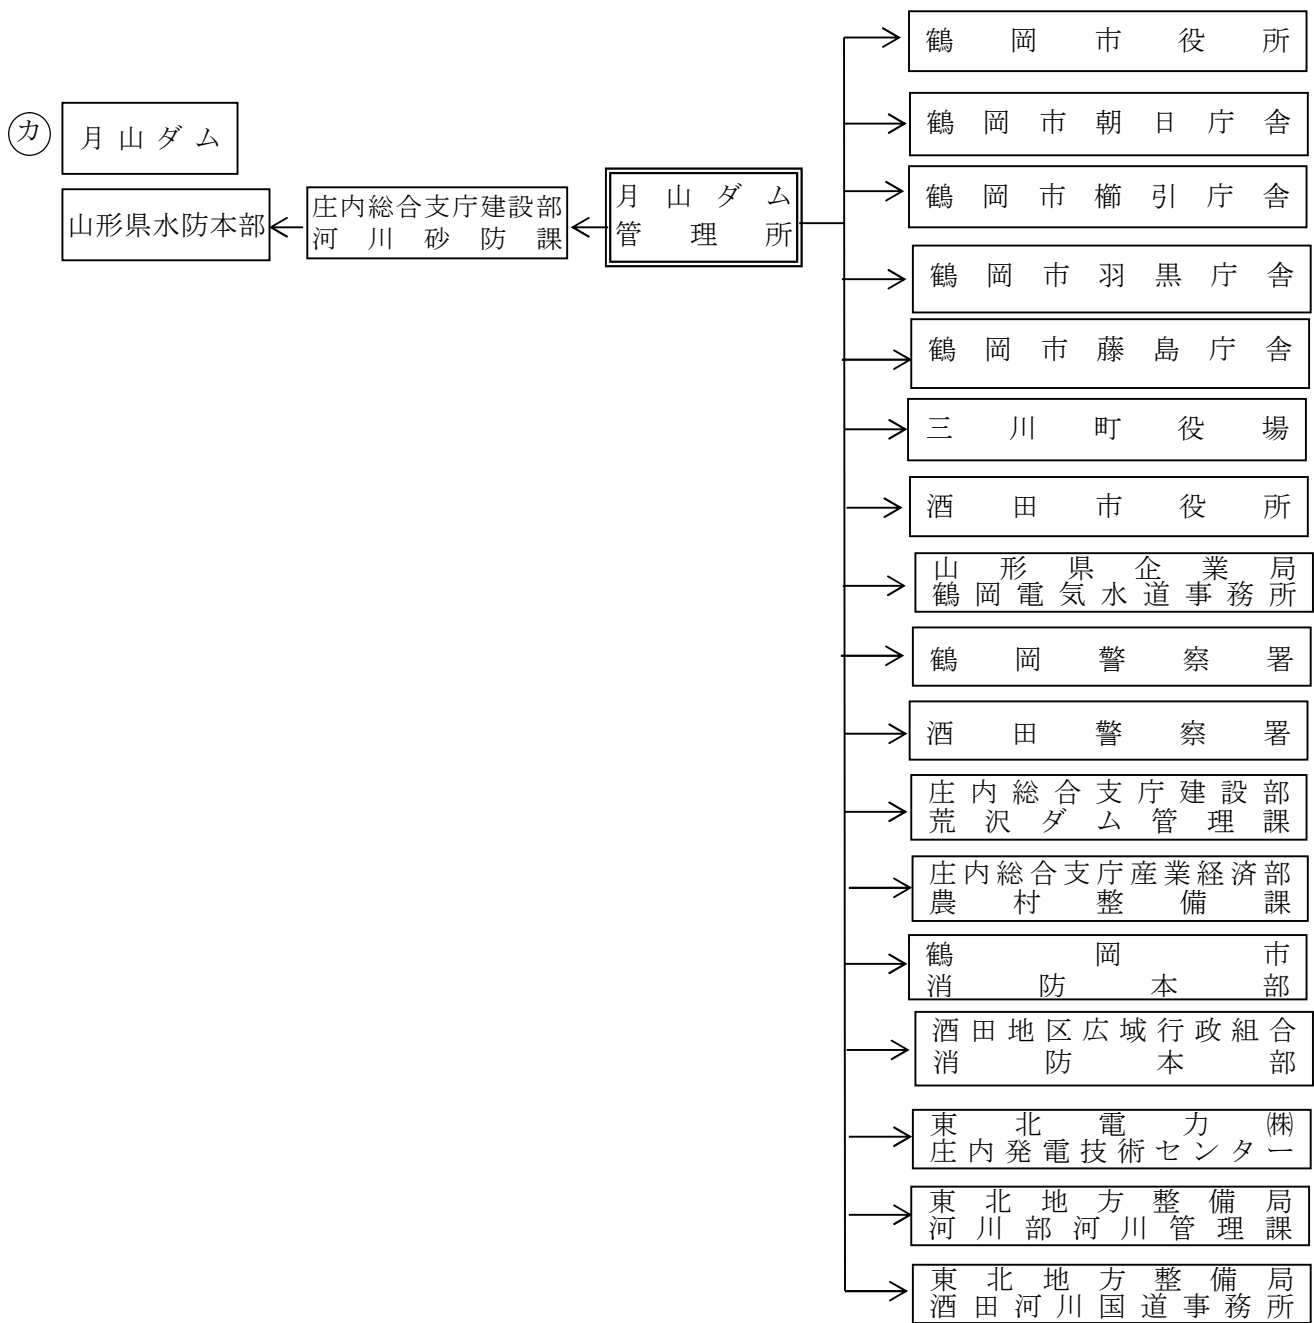 カ
月山ダム
山形県水防本部
庄内総合支庁建設部
河川砂防課
月山ダム
管理所
鶴岡市役所
鶴岡市朝日庁舎
鶴岡市櫛引庁舎
鶴岡市羽黒庁舎
鶴岡市藤島庁舎
三川町役場
酒田市役所
山形県企業局
鶴岡電気水道事務所
鶴岡警察署
酒田警察署
庄内総合支庁建設部
荒沢ダム管理課
庄内総合支庁産業経済部
農村整備課
鶴岡市
消防本部
酒田地区広域行政組合
消防本部
東北電力㈱
庄内発電技術センター
東北地方整備局
河川部河川管理課
東北地方整備局
酒田河川国道事務所